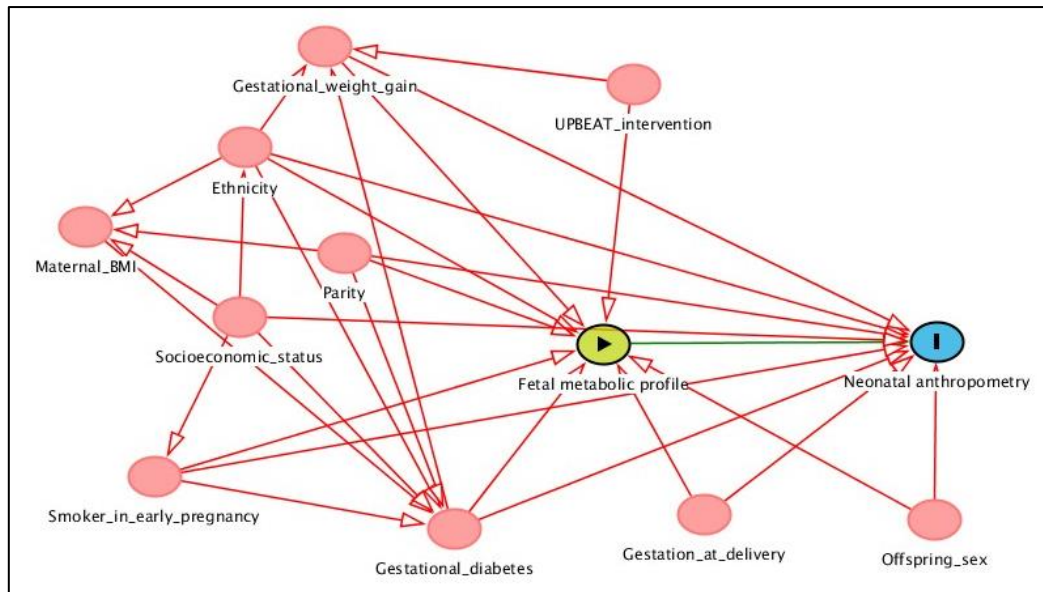 Gestational_weight_gain
UPBEAT_intervention
Ethnicity
Maternal_BMI
Parity
Socioeconomic_status
Fetal metabolic profile
Neonatal anthropometry
Smoker_in_early_pregnancy
Gestational_diabetes
Gestation_at_delivery
Offspring_sex